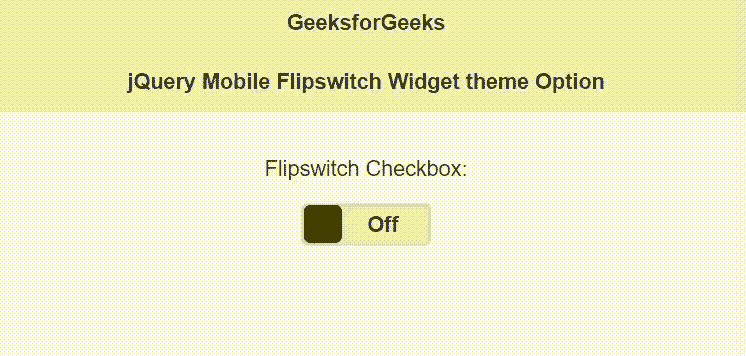 GeeksforGeeks
jQuery Mobile Flipswitch Widget theme Option
Flipswitch Checkbox:
Off